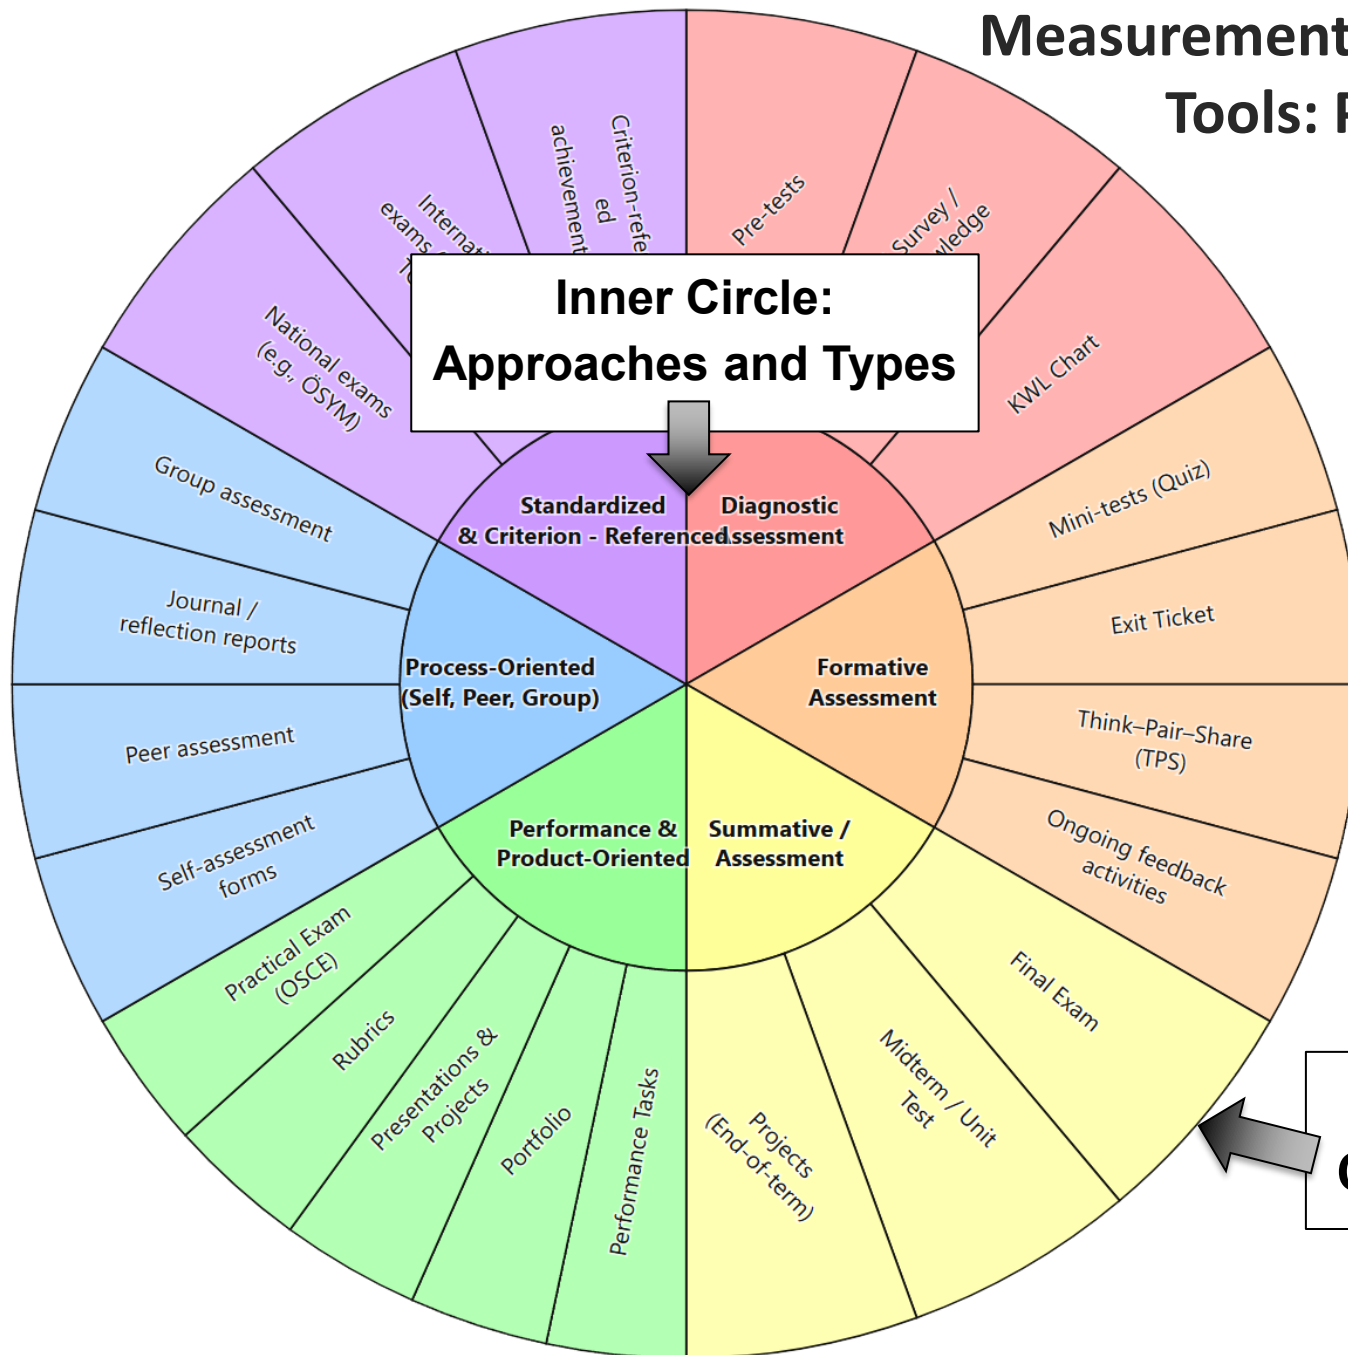 Measurement
Tools:
Inner Circle:
Approaches and Types
Pre-tests
Survey /
KWL Chart
Mini-tests (Quiz)
Exit Ticket
Think–Pair–Share
(TPS)
Ongoing feedback
activities
Final Exam
Midterm / Unit
Test
Projects
(End-of-term)
Performance Tasks
Portfolio
Presentations &
Projects
Rubrics
Practical Exam
(OSCE)
Self-assessment
forms
Peer assessment
Journal /
reflection reports
Group assessment
National exams
(e.g., ÖSYM)
exams
Criterion-refe
ed
achievement
Standardized
& Criterion - Referenced
Diagnostic
Assessment
Formative
Assessment
Summative /
Assessment
Performance &
Product-Oriented
Process-Oriented
(Self, Peer, Group)